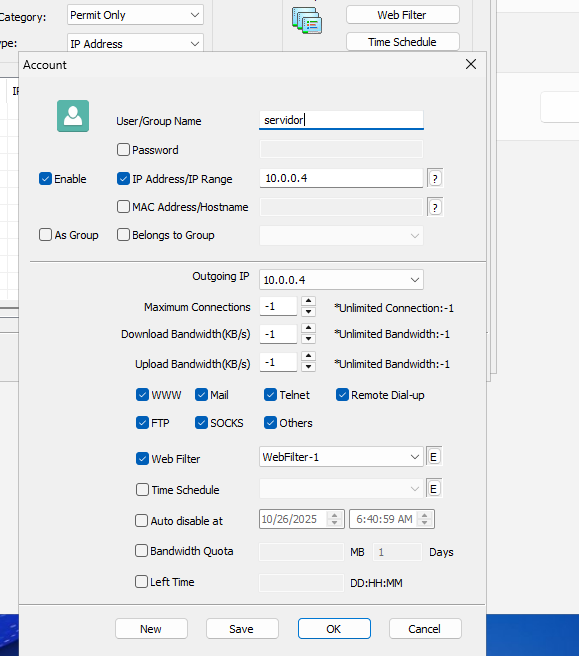 Category: Permit Only Web Filter
ype: IP Address Time Schedule
Account
IP
User/Group Name servidor
Password
Enable IP Address/IP Range 10.0.0.4 ?
MAC Address/Hostname ?
As Group Belongs to Group
Outgoing IP 10.0.0.4
Maximum Connections -1 *Unlimited Connection:-1
Download Bandwidth(KB/s) -1 *Unlimited Bandwidth:-1
Upload Bandwidth(KB/s) -1 *Unlimited Bandwidth:-1
WWW Mail Telnet Remote Dial-up
FTP SOCKS Others
Web Filter WebFilter-1 E
Time Schedule E
Auto disable at 10/26/2025 6:40:59 AM
Bandwidth Quota MB 1 Days
Left Time DD:HH:MM
New Save OK Cancel